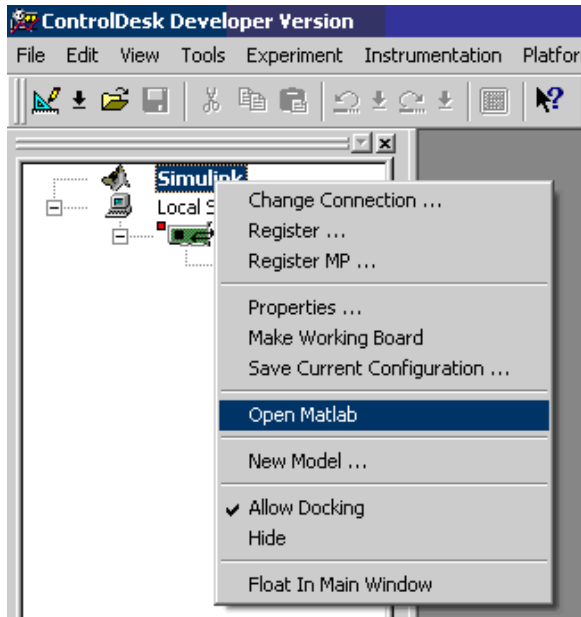 ControlDesk Developer Version
File Edit View Tools Experiment Instrumentation Platfor
Simulink
Local S
Change Connection ...
Register ...
Register MP ...
Properties ...
Make Working Board
Save Current Configuration ...
Open Matlab
New Model ...
Allow Docking
Hide
Float In Main Window